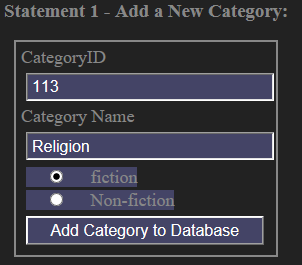 Statement 1 - Add a New Category:
CategoryID
113
Category Name
Religion
fiction
Non-fiction
Add Category to Database